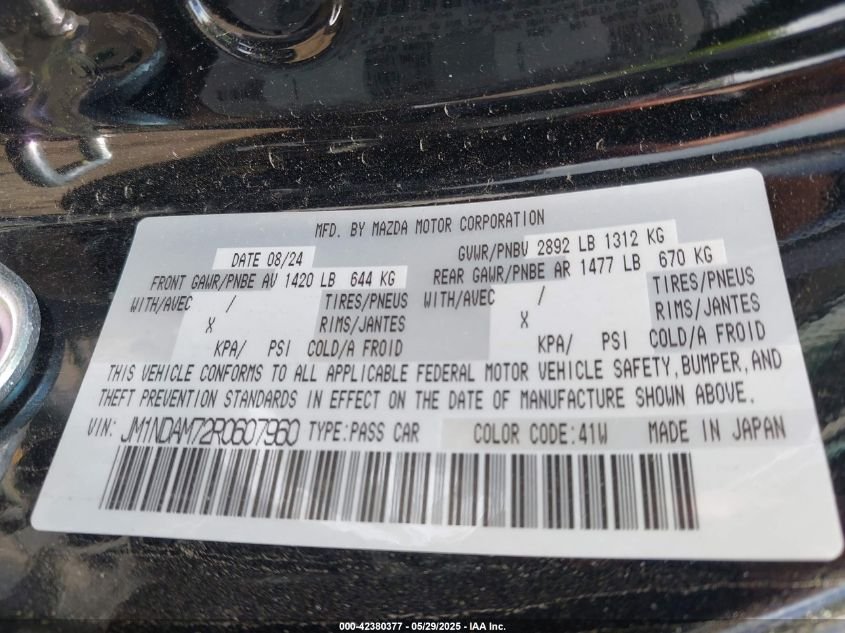 MFD. BY MAZDA MOTOR CORPORATION
DATE 08/24 GVWR/PNBV 2892 LB 1312 KG
FRONT GAWR/PNBE AV 1420 LB 644 KG REAR GAWR/PNBE AR 1477 LB 670 KG
WITH/AVEC / TIRES/PNEUS WITH/AVEC / TIRES/PNEUS
X RIMS/JANTES X RIMS/JANTES
KPA/ PSI COLD/A FROID KPA/ PSI COLD/A FROID
THIS VEHICLE CONFORMS TO ALL APPLICABLE FEDERAL MOTOR VEHICLE SAFETY, BUMPER, AND
THEFT PREVENTION STANDARDS IN EFFECT ON THE DATE OF MANUFACTURE SHOWN ABOVE.
VIN: JM1NDAM72R0607960 TYPE:PASS CAR COLOR CODE:41W MADE IN JAPAN
000-42380377 - 05/29/2025 - IAA Inc.